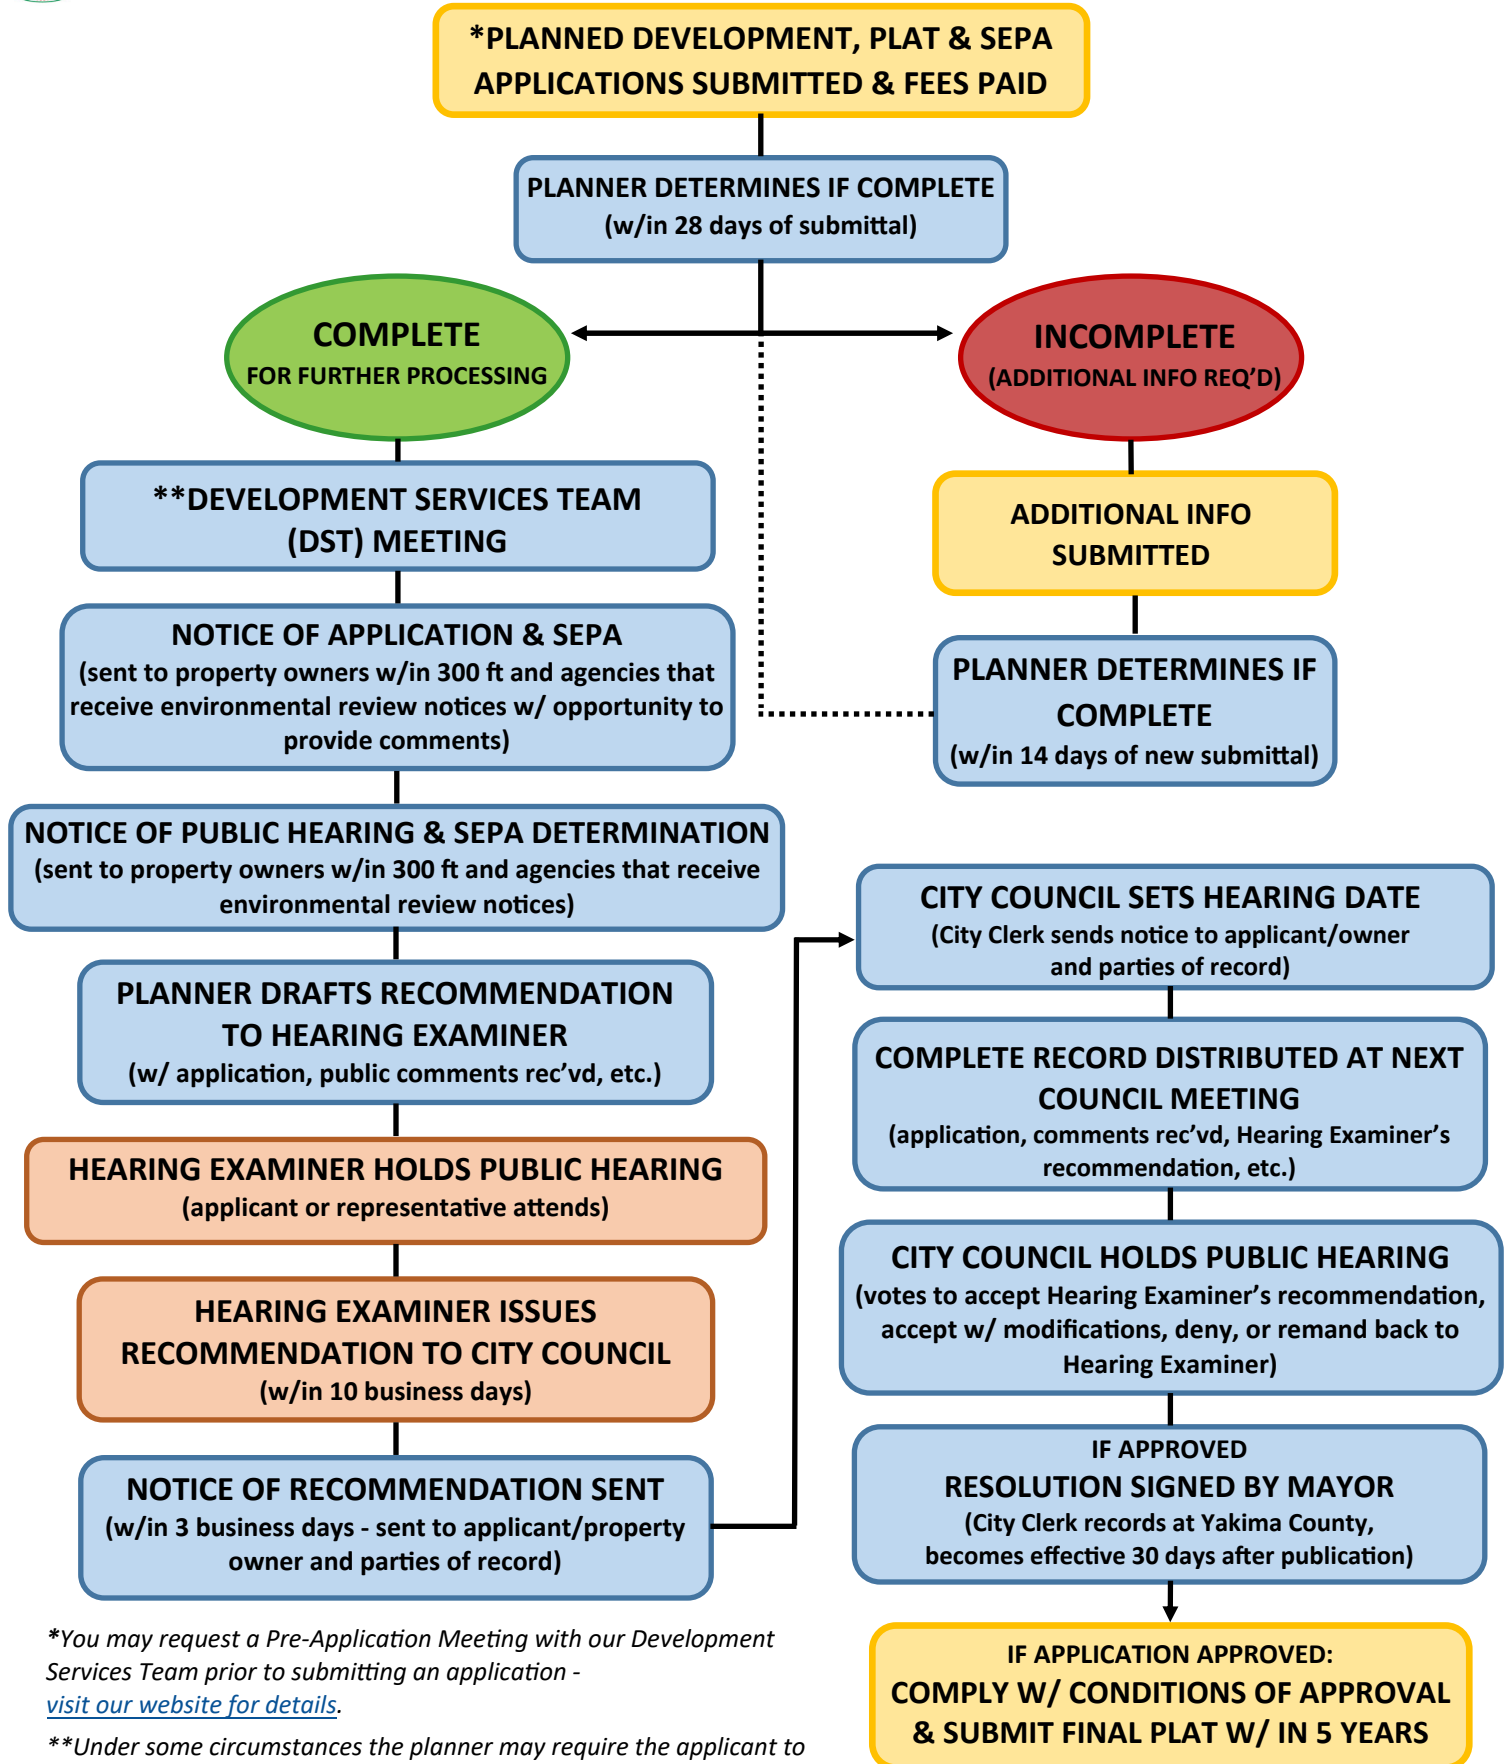 *PLANNED DEVELOPMENT, PLAT & SEPA
APPLICATIONS SUBMITTED & FEES PAID
PLANNER DETERMINES IF COMPLETE
(w/in 28 days of submittal)
COMPLETE
FOR FURTHER PROCESSING
INCOMPLETE
(ADDITIONAL INFO REQ’D)
**DEVELOPMENT SERVICES TEAM
(DST) MEETING
ADDITIONAL INFO
SUBMITTED
NOTICE OF APPLICATION & SEPA
(sent to property owners w/in 300 ft and agencies that
receive environmental review notices w/ opportunity to
provide comments)
PLANNER DETERMINES IF
COMPLETE
(w/in 14 days of new submittal)
NOTICE OF PUBLIC HEARING & SEPA DETERMINATION
(sent to property owners w/in 300 ft and agencies that receive
environmental review notices)
PLANNER DRAFTS RECOMMENDATION
TO HEARING EXAMINER
(w/ application, public comments rec’vd, etc.)
HEARING EXAMINER HOLDS PUBLIC HEARING
(applicant or representative attends)
HEARING EXAMINER ISSUES
RECOMMENDATION TO CITY COUNCIL
(w/in 10 business days)
NOTICE OF RECOMMENDATION SENT
(w/in 3 business days - sent to applicant/property
owner and parties of record)
CITY COUNCIL SETS HEARING DATE
(City Clerk sends notice to applicant/owner
and parties of record)
COMPLETE RECORD DISTRIBUTED AT NEXT
COUNCIL MEETING
(application, comments rec’vd, Hearing Examiner’s
recommendation, etc.)
CITY COUNCIL HOLDS PUBLIC HEARING
(votes to accept Hearing Examiner’s recommendation,
accept w/ modifications, deny, or remand back to
Hearing Examiner)
IF APPROVED
RESOLUTION SIGNED BY MAYOR
(City Clerk records at Yakima County,
becomes effective 30 days after publication)
IF APPLICATION APPROVED:
COMPLY W/ CONDITIONS OF APPROVAL
& SUBMIT FINAL PLAT W/ IN 5 YEARS
*You may request a Pre-Application Meeting with our Development
Services Team prior to submitting an application -
visit our website for details.
**Under some circumstances the planner may require the applicant to